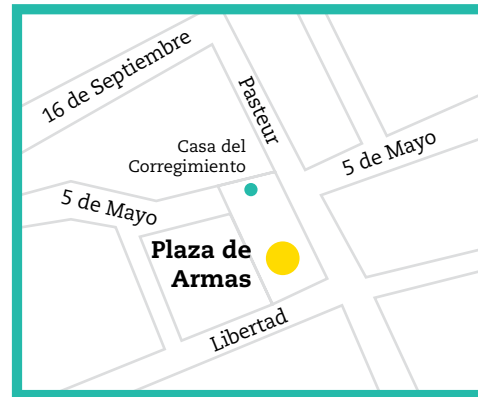 16 de Septiembre
Pasteur
Casa del
Corregimiento
5 de Mayo
5 de Mayo
Plaza de
Armas
Libertad